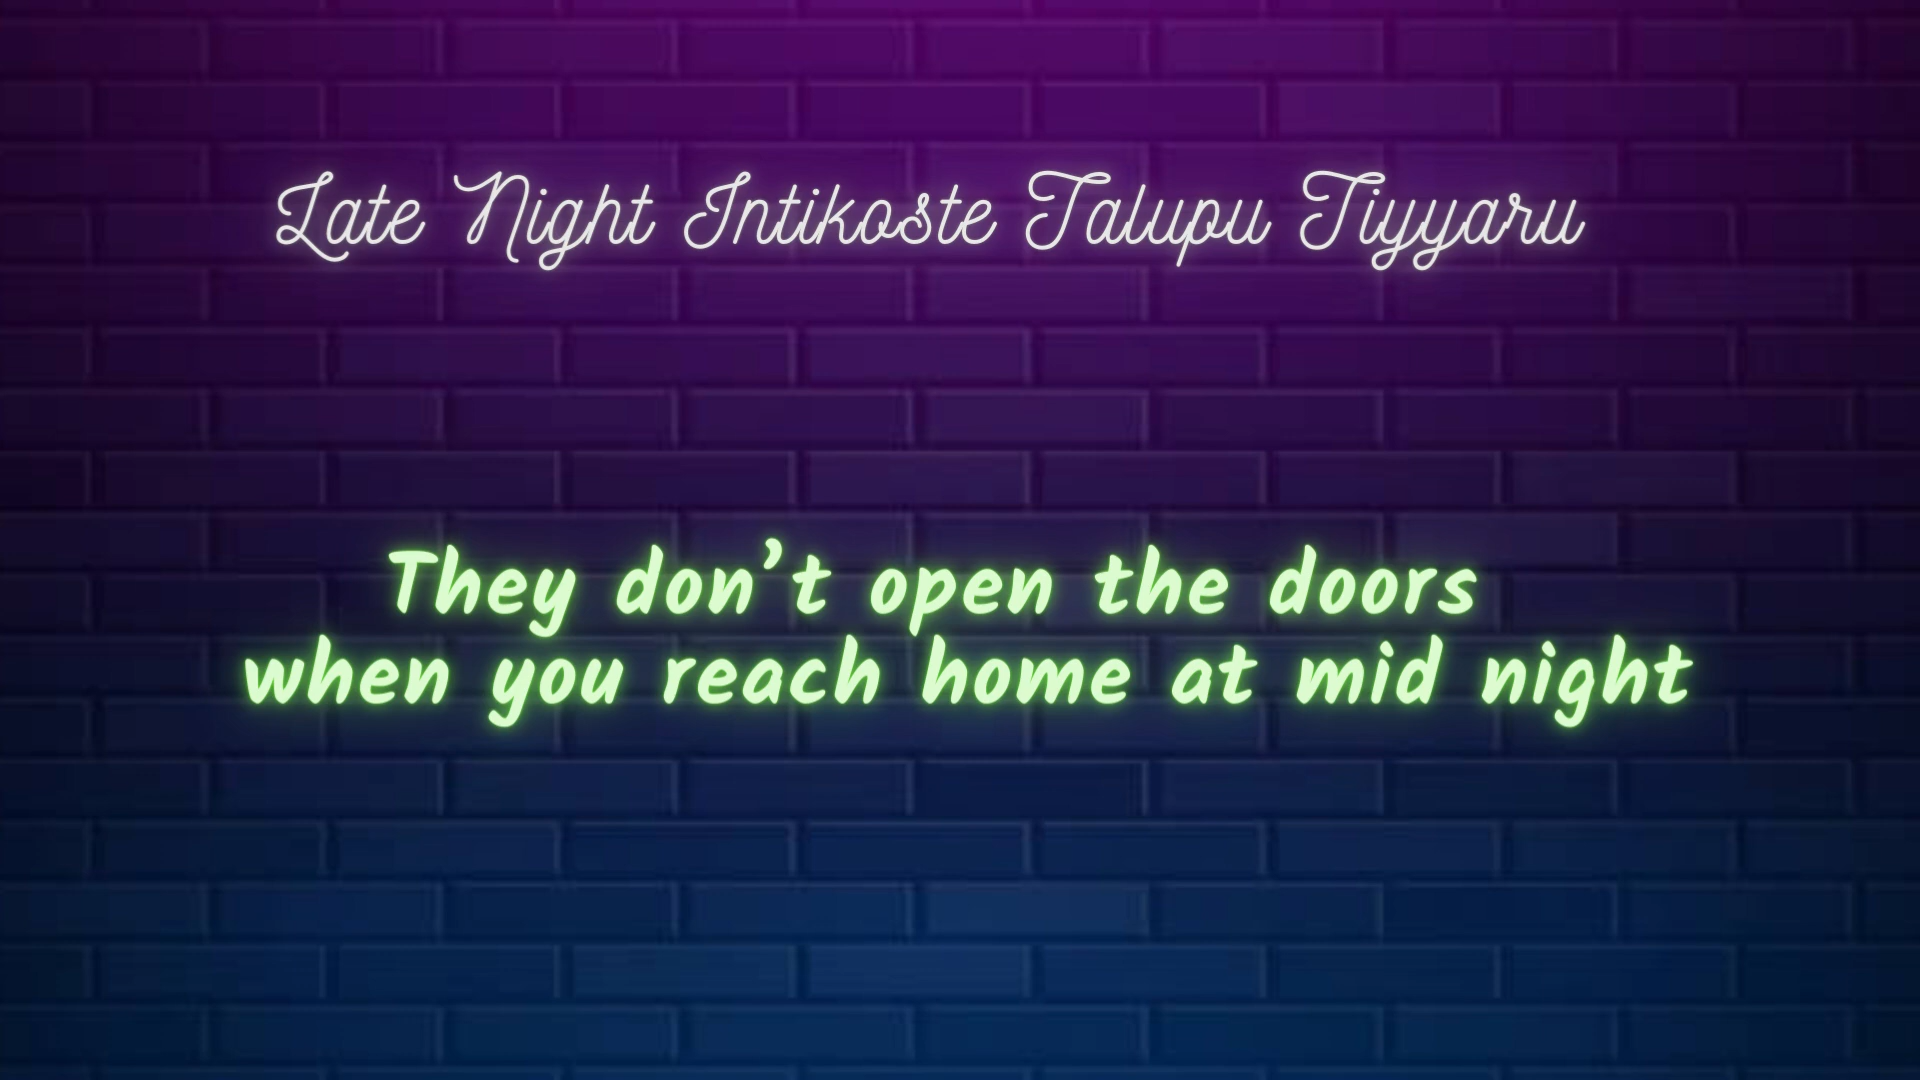 Late Night Intikoste Talupu Tiyyaru
They don't open the doors
when you reach home at mid night